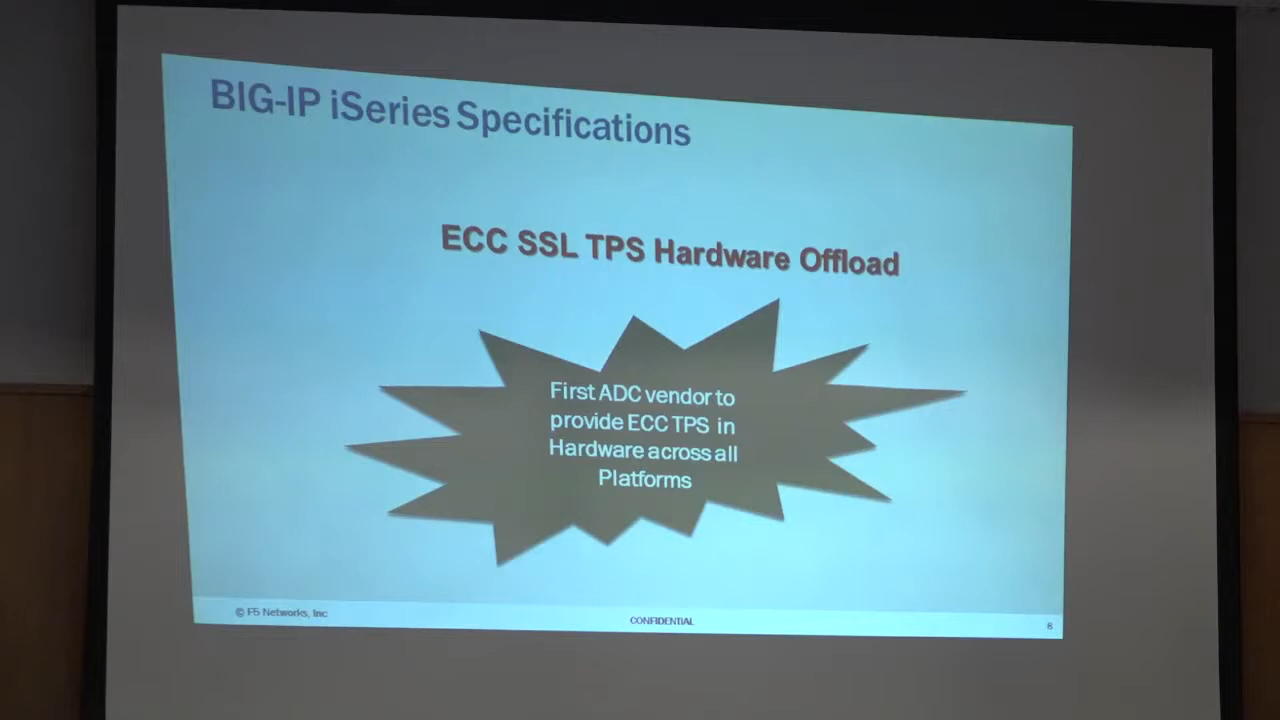 BIG-IP iSeries Specifications
ECC SSL TPS Hardware Offload
First ADC vendor to
provide ECC TPS in
Hardware across all
Platforms
© F5 Networks, Inc
CONFIDENTIAL
8